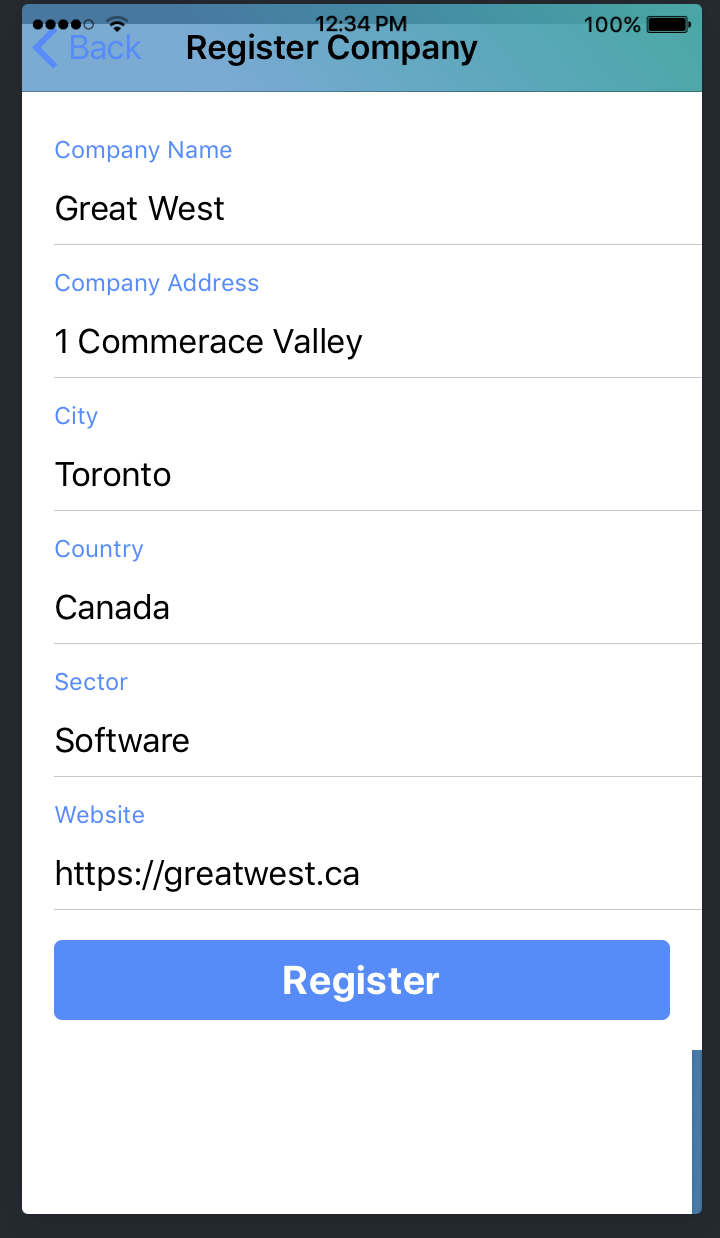 12:34 PM
100%
Back
Register Company
Company Name
Great West
Company Address
1 Commerace Valley
City
Toronto
Country
Canada
Sector
Software
Website
https://greatwest.ca
Register